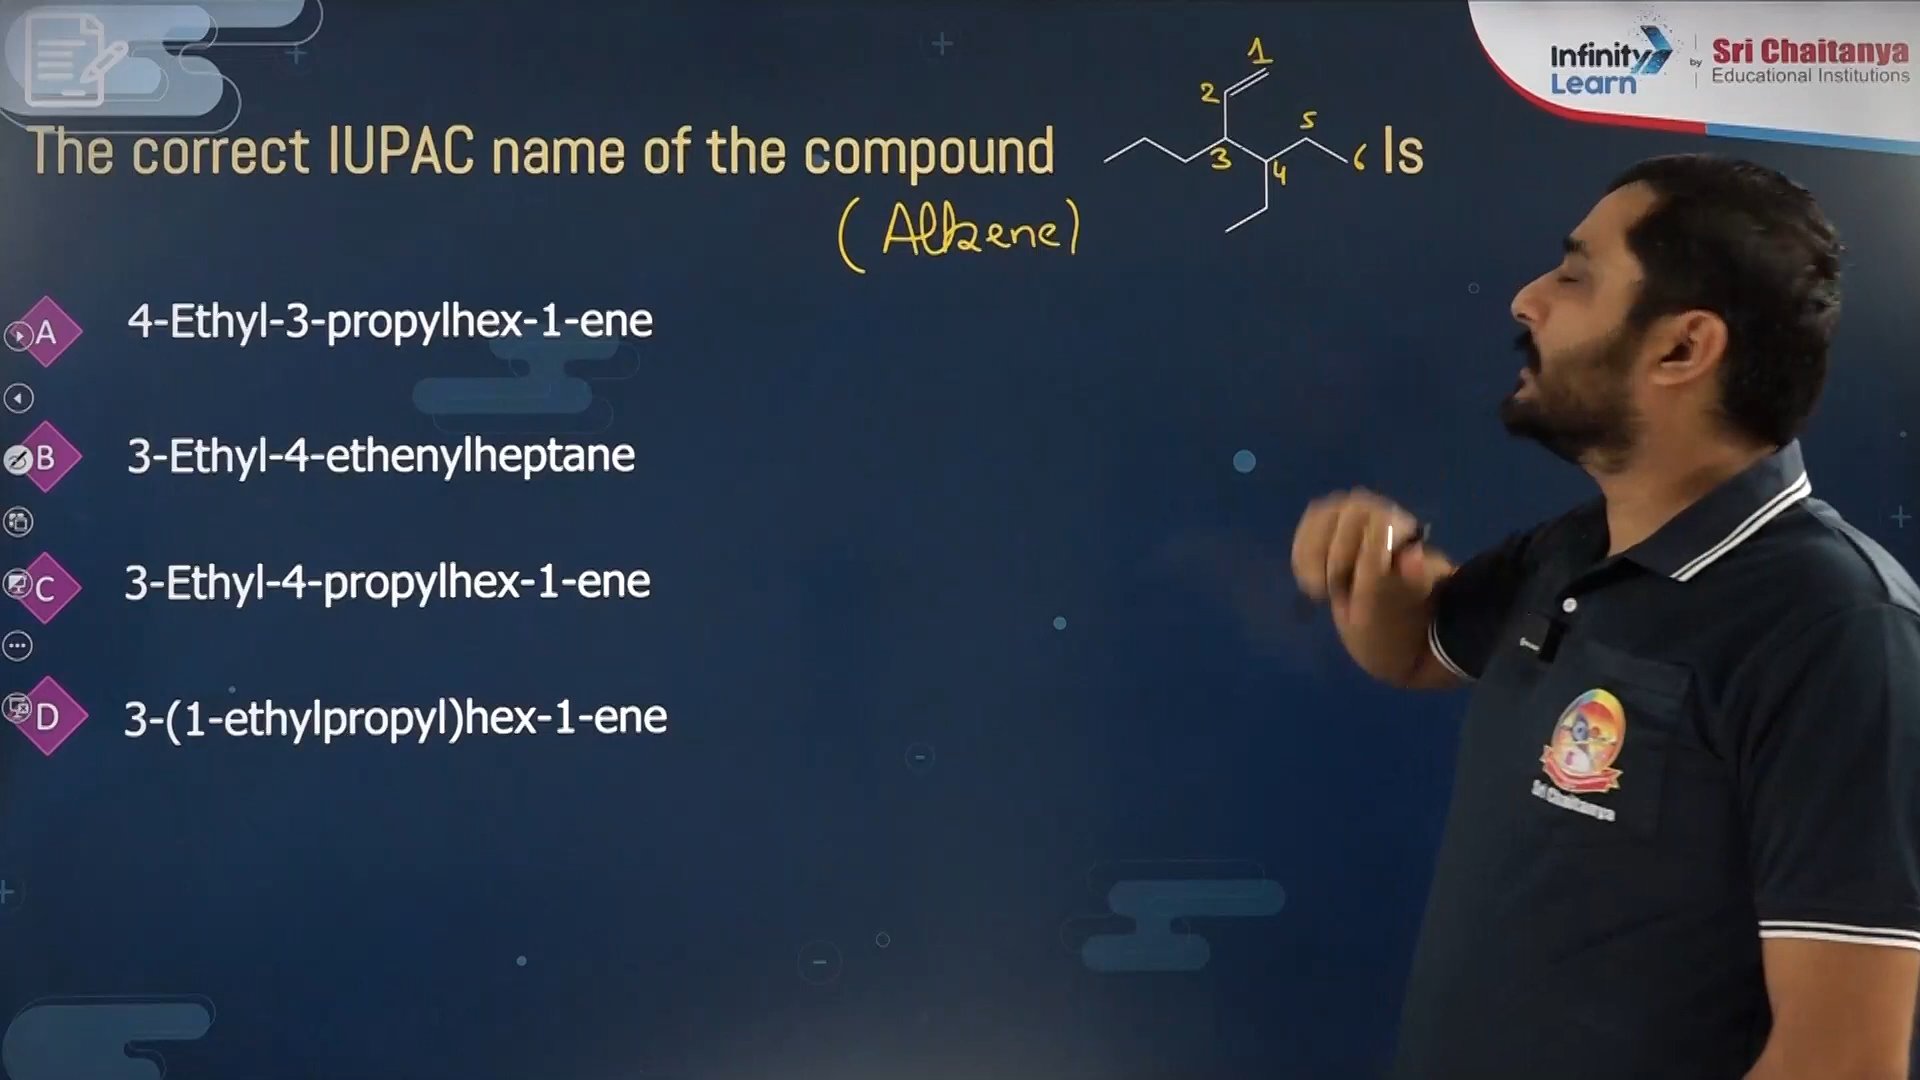 Infinity Learn by Sri Chaitanya Educational Institutions
1
2
5
The correct IUPAC name of the compound 3 4 6 Is
(Alkene)
A 4-Ethyl-3-propylhex-1-ene
B 3-Ethyl-4-ethenylheptane
C 3-Ethyl-4-propylhex-1-ene
D 3-(1-ethylpropyl)hex-1-ene
Sri Chaitanya